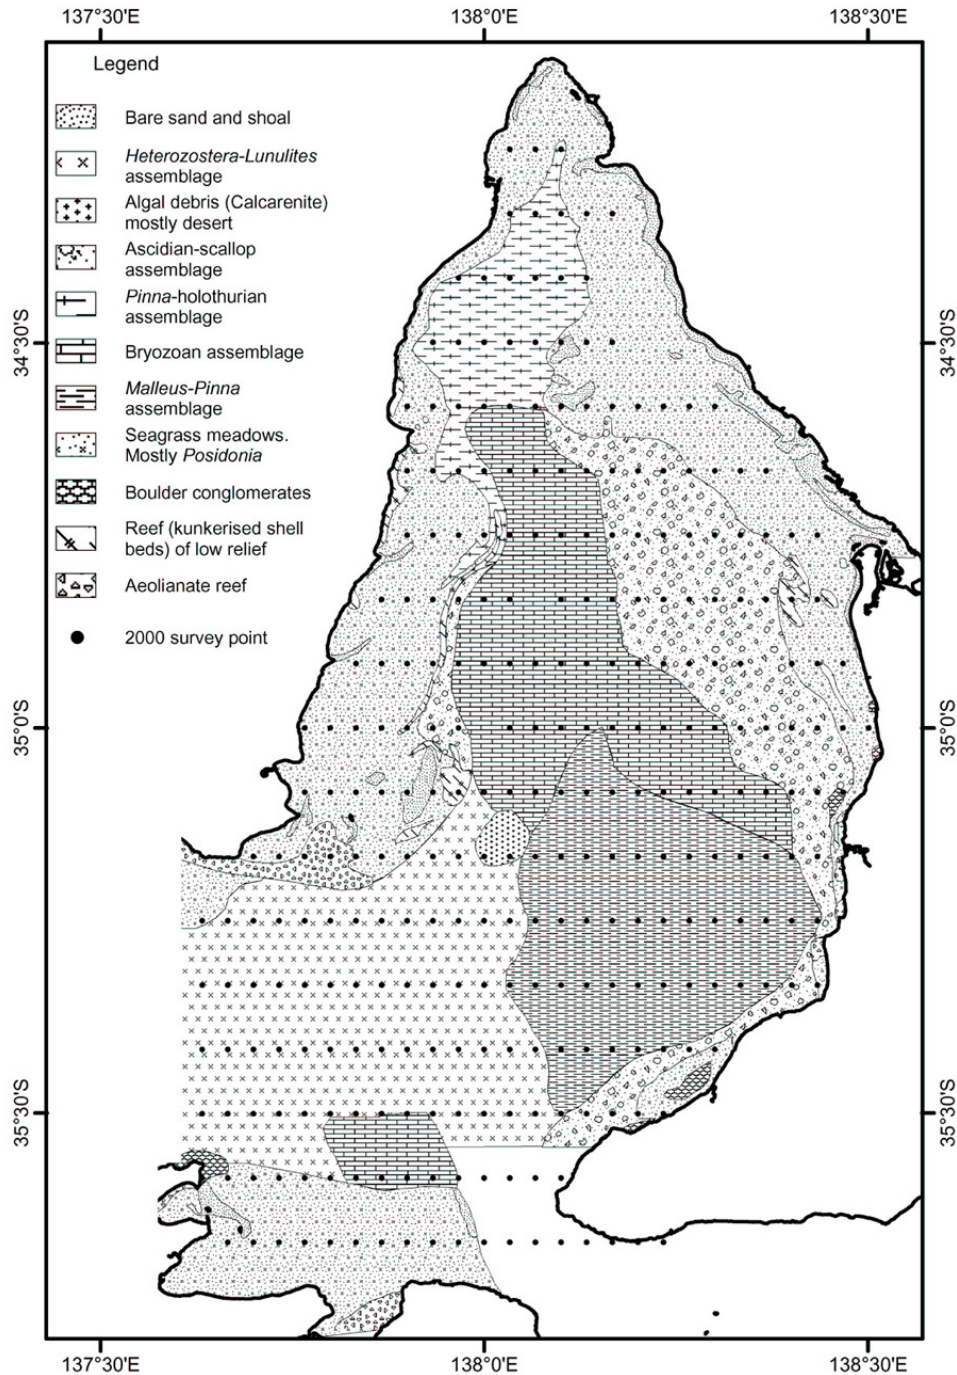 137°30'E 138°0'E 138°30'E
Legend
Bare sand and shoal
Heterozostera-Lunulites
assemblage
Algal debris (Calcarenite)
mostly desert
Ascidian-scallop
assemblage
Pinna-holothurian
assemblage
Bryozoan assemblage
Malleus-Pinna
assemblage
Seagrass meadows.
Mostly Posidonia
Boulder conglomerates
Reef (kunkerised shell
beds) of low relief
Aeolianate reef
2000 survey point
34°30'S 34°30'S
35°0'S 35°0'S
35°30'S 35°30'S
137°30'E 138°0'E 138°30'E